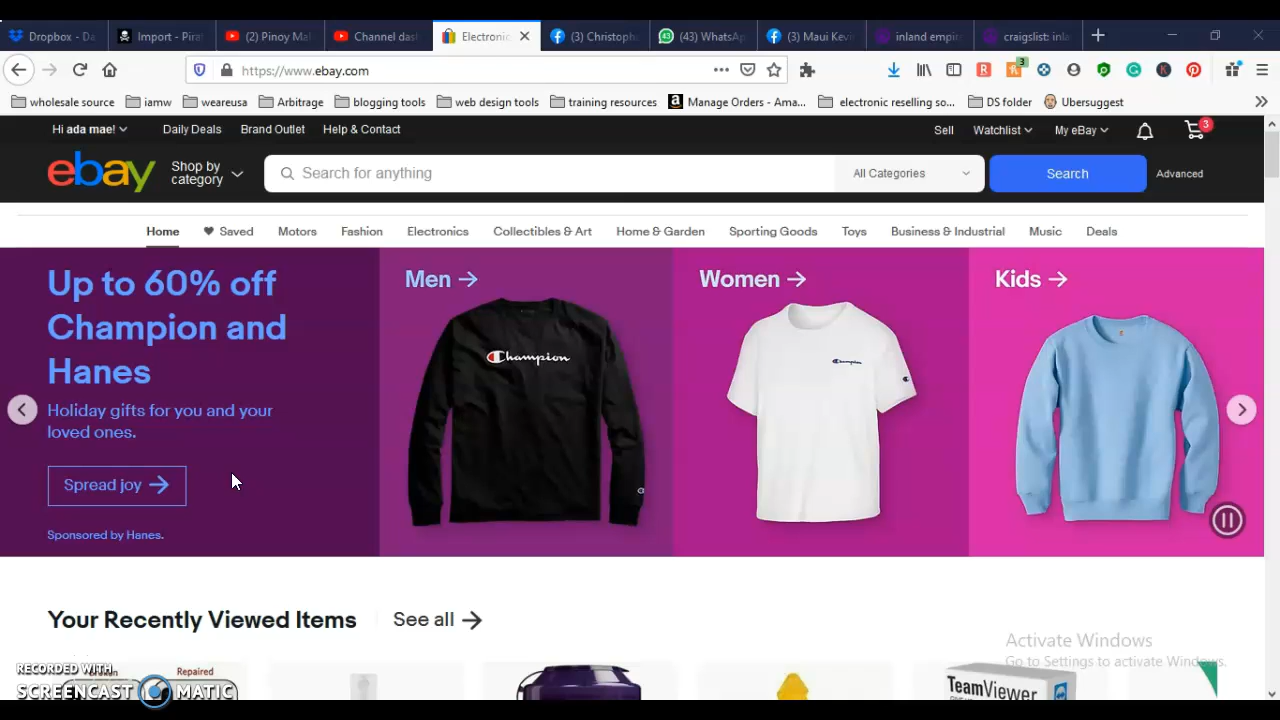 Dropbox - Da
Import - Pirat
(2) Pinoy Mal
Channel dash
Electronic
(3) Christoph
(43) WhatsAp
(3) Maui Kevi
inland empir
craigslist: inla
https://www.ebay.com
3
wholesale source
iamw
weareusa
Arbitrage
blogging tools
web design tools
training resources
Manage Orders - Ama...
electronic reselling so...
DS folder
Ubersuggest
Hi ada mae!
Daily Deals
Brand Outlet
Help & Contact
Sell
Watchlist
My eBay
3
ebay
Shop by
category
Search for anything
All Categories
Search
Advanced
Home
Saved
Motors
Fashion
Electronics
Collectibles & Art
Home & Garden
Sporting Goods
Toys
Business & Industrial
Music
Deals
Up to 60% off
Champion and
Hanes
Holiday gifts for you and your
loved ones.
Spread joy
Sponsored by Hanes.
Men
Champion
Women
Champion
Kids
Your Recently Viewed Items
See all
Activate Windows
Go to Settings to activate Windows.
Repaired
TeamViewer
RECORDED WITH
SCREENCAST MATIC